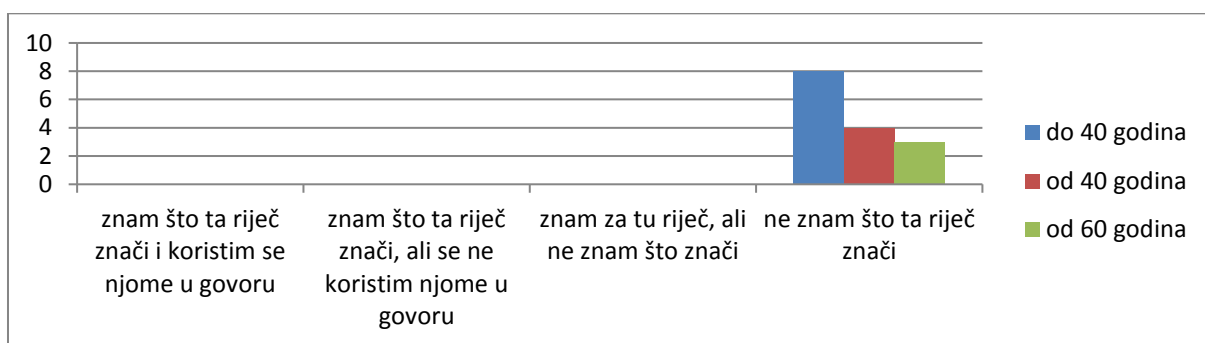 10
8
6
4
2
0
znam što ta riječ
znači i koristim se
njome u govoru
znam što ta riječ
znači, ali se ne
koristim njome u
govoru
znam za tu riječ, ali
ne znam što znači
ne znam što ta riječ
znači
do 40 godina
od 40 godina
od 60 godina